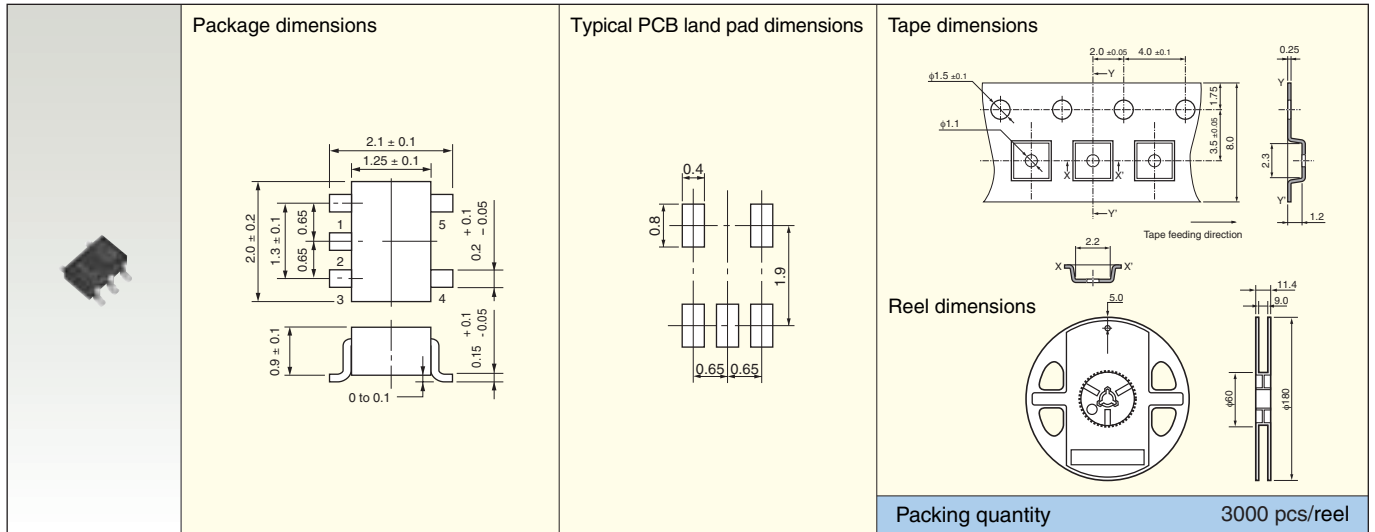 Package dimensions
2.1 ± 0.1
1.25 ± 0.1
2.0 ± 0.2
1.3 ± 0.1
0.65
0.65
1
2
3
5
4
0.2 + 0.1 - 0.05
0.9 ± 0.1
0.15 + 0.1 - 0.05
0 to 0.1
Typical PCB land pad dimensions
0.4
0.8
1.9
0.65 0.65
Tape dimensions
2.0 ±0.05
4.0 ±0.1
0.25
Y
Y
φ1.5 ±0.1
1.75
φ1.1
3.5 ±0.05
8.0
2.3
X
X'
Y'
Y'
1.2
Tape feeding direction
2.2
X
X'
Reel dimensions
5.0
11.4
9.0
φ60
φ180
Packing quantity 3000 pcs/reel